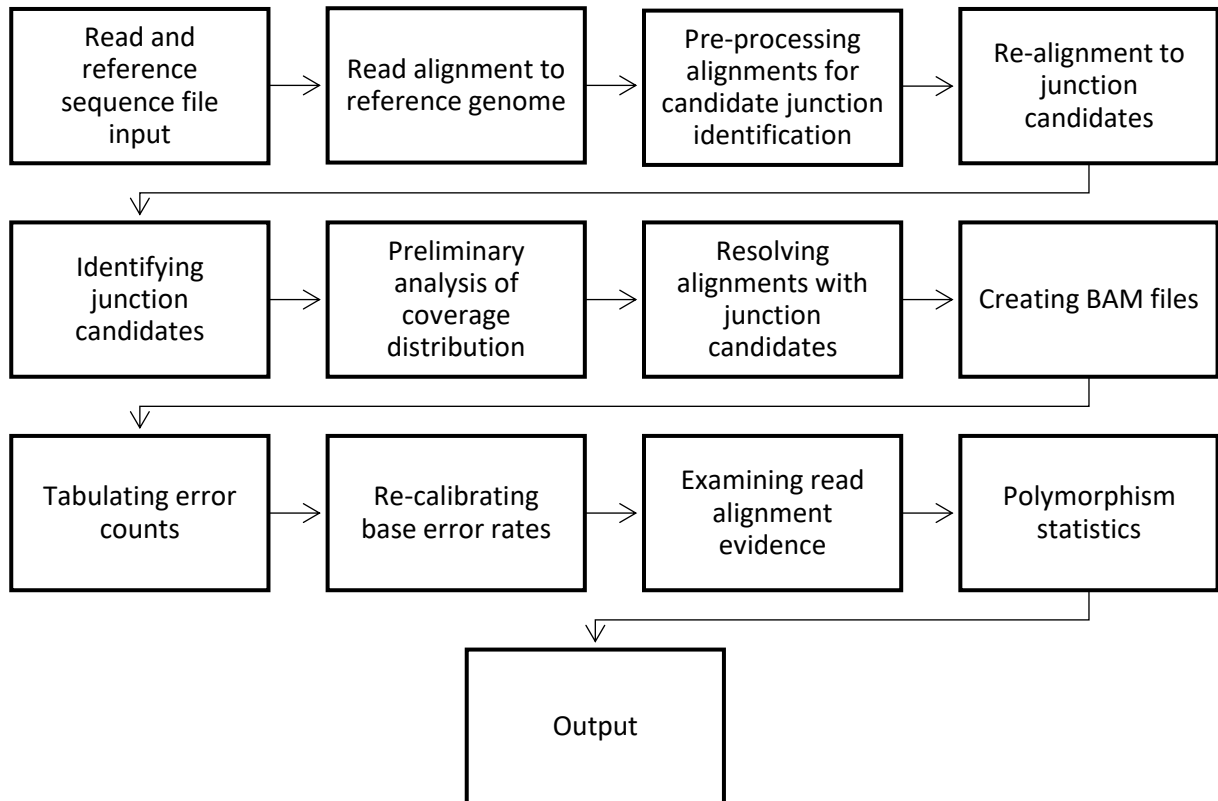 Read and
reference
sequence file
input
Read alignment to
reference genome
Pre-processing
alignments for
candidate junction
identification
Re-alignment to
junction
candidates
Identifying
junction
candidates
Preliminary
analysis of
coverage
distribution
Resolving
alignments with
junction
candidates
Creating BAM files
Tabulating error
counts
Re-calibrating
base error rates
Examining read
alignment
evidence
Polymorphism
statistics
Output